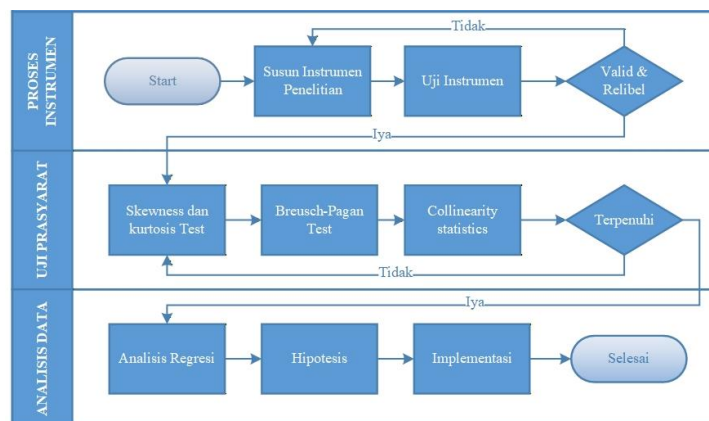 PROSES
INSTRUMEN
Tidak
Start
Susun Instrumen
Penelitian
Uji Instrumen
Valid &
Relibel
Iya
UJI PRASYARAT
Skewness dan
kurtosis Test
Breusch-Pagan
Test
Collinearity
statistics
Terpenuhi
Tidak
Iya
ANALISIS DATA
Analisis Regresi
Hipotesis
Implementasi
Selesai